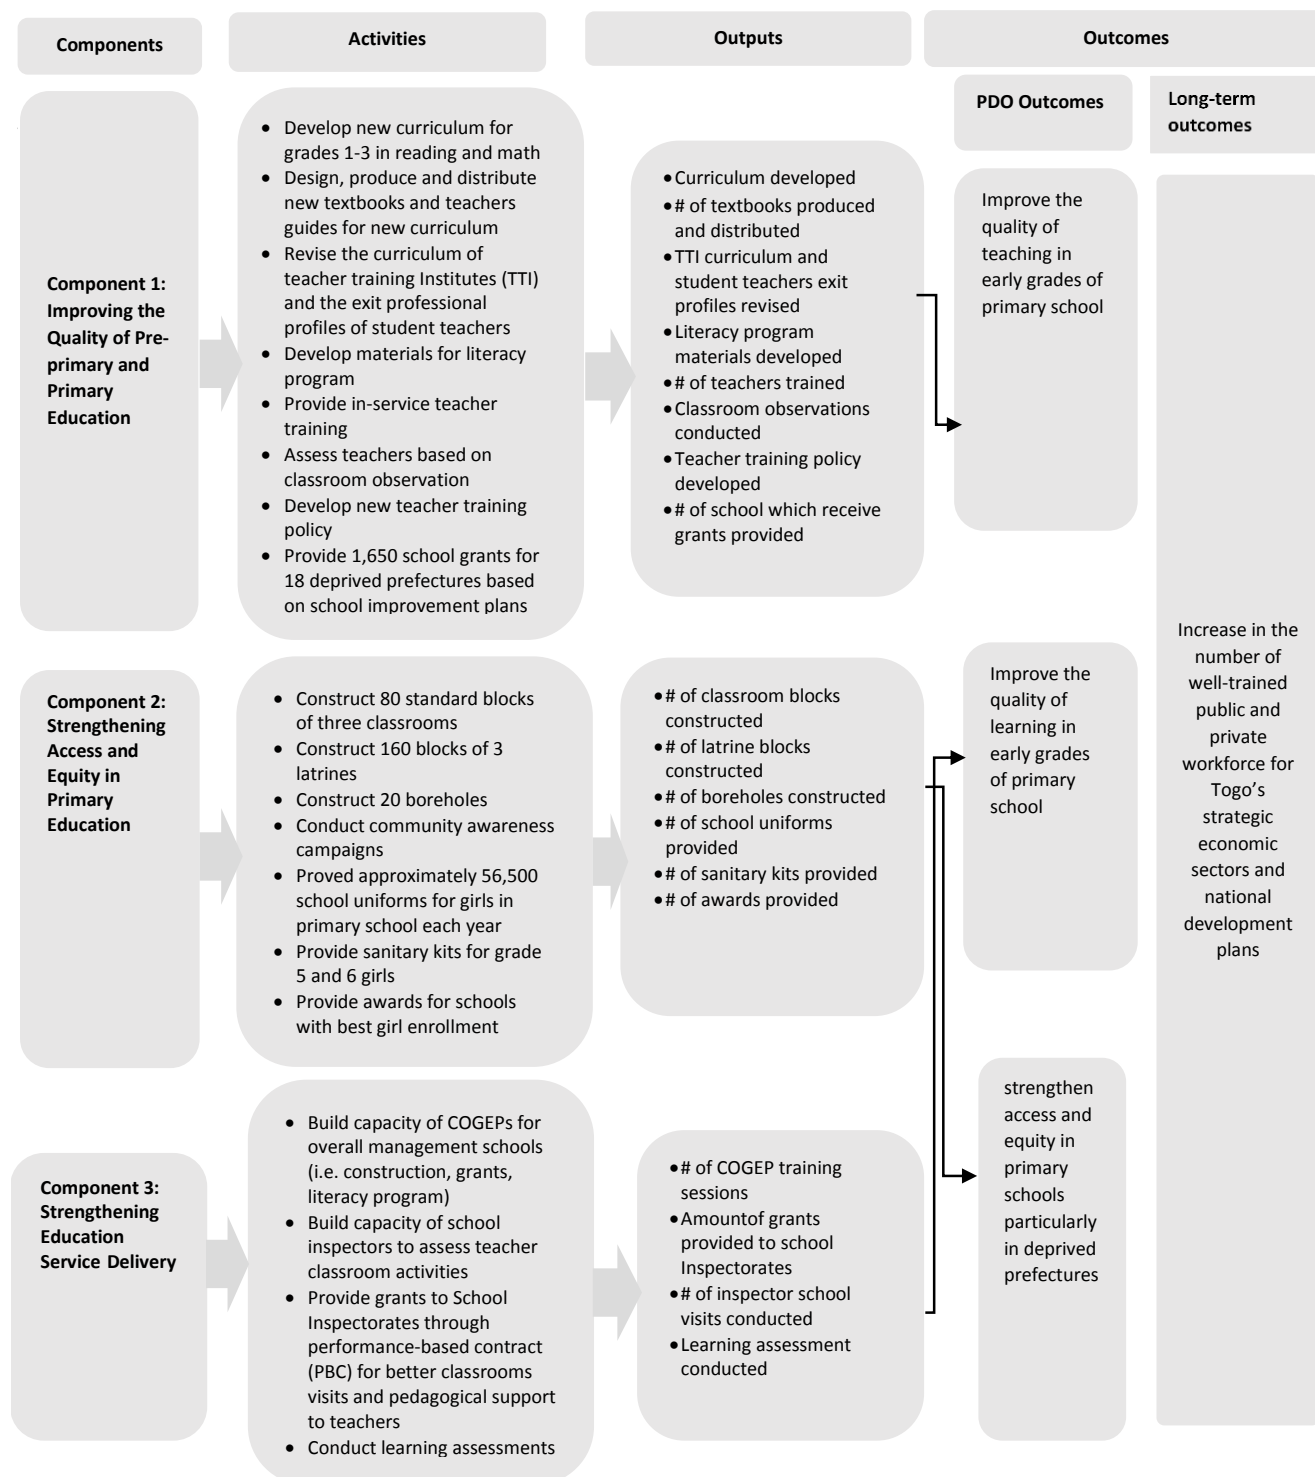 Components
Activities
Outputs
Outcomes
PDO Outcomes
Long-term
outcomes
Component 1:
Improving the
Quality of Pre-
primary and
Primary
Education
• Develop new curriculum for
grades 1-3 in reading and math
• Design, produce and distribute
new textbooks and teachers
guides for new curriculum
• Revise the curriculum of
teacher training Institutes (TTI)
and the exit professional
profiles of student teachers
• Develop materials for literacy
program
• Provide in-service teacher
training
• Assess teachers based on
classroom observation
• Develop new teacher training
policy
• Provide 1,650 school grants for
18 deprived prefectures based
on school improvement plans
• Curriculum developed
• # of textbooks produced
and distributed
• TTI curriculum and
student teachers exit
profiles revised
• Literacy program
materials developed
• # of teachers trained
• Classroom observations
conducted
• Teacher training policy
developed
• # of school which receive
grants provided
Improve the
quality of
teaching in
early grades of
primary school
Component 2:
Strengthening
Access and
Equity in
Primary
Education
• Construct 80 standard blocks
of three classrooms
• Construct 160 blocks of 3
latrines
• Construct 20 boreholes
• Conduct community awareness
campaigns
• Proved approximately 56,500
school uniforms for girls in
primary school each year
• Provide sanitary kits for grade
5 and 6 girls
• Provide awards for schools
with best girl enrollment
• # of classroom blocks
constructed
• # of latrine blocks
constructed
• # of boreholes constructed
• # of school uniforms
provided
• # of sanitary kits provided
• # of awards provided
Improve the
quality of
learning in
early grades
of primary
school
Component 3:
Strengthening
Education
Service Delivery
• Build capacity of COGEPs for
overall management schools
(i.e. construction, grants,
literacy program)
• Build capacity of school
inspectors to assess teacher
classroom activities
• Provide grants to School
Inspectorates through
performance-based contract
(PBC) for better classrooms
visits and pedagogical support
to teachers
• Conduct learning assessments
• # of COGEP training
sessions
• Amountof grants
provided to school
Inspectorates
• # of inspector school
visits conducted
• Learning assessment
conducted
strengthen
access and
equity in
primary
schools
particularly
in deprived
prefectures
Increase in the
number of
well-trained
public and
private
workforce for
Togo's
strategic
economic
sectors and
national
development
plans